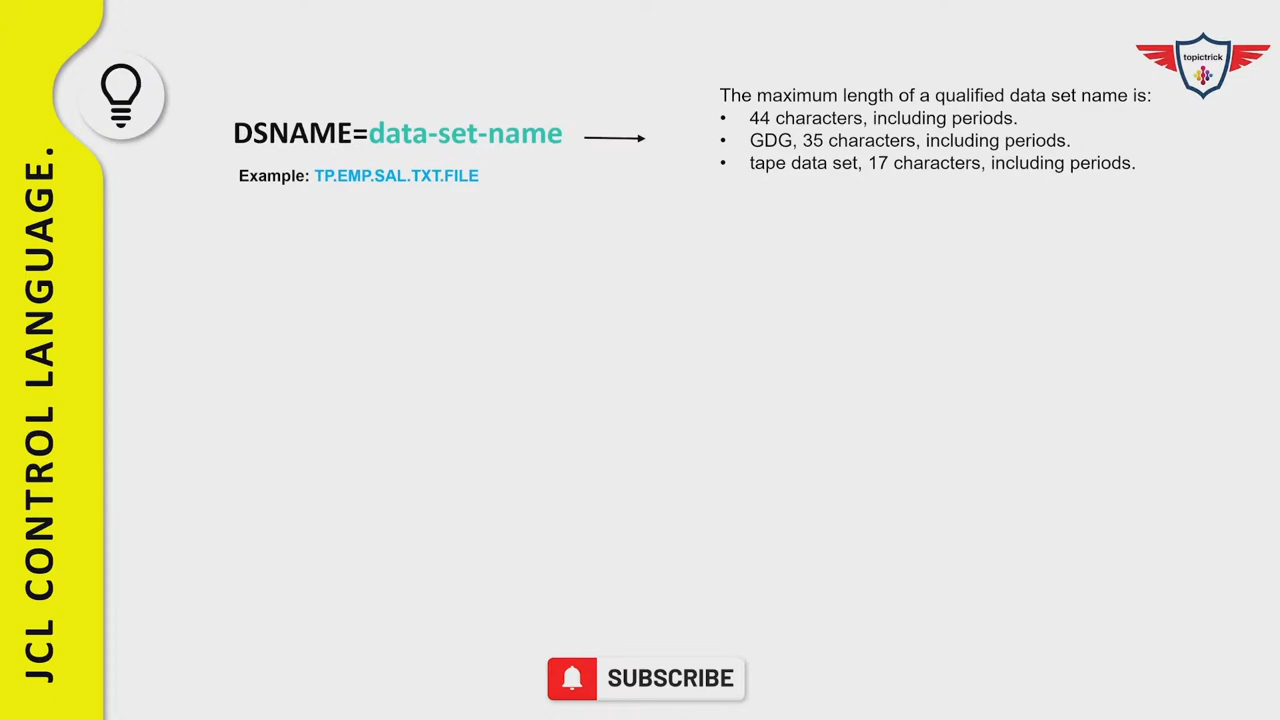 JCL CONTROL LANGUAGE.
topictrick
DSNAME=data-set-name
Example: TP.EMP.SAL.TXT.FILE
The maximum length of a qualified data set name is:
• 44 characters, including periods.
• GDG, 35 characters, including periods.
• tape data set, 17 characters, including periods.
SUBSCRIBE